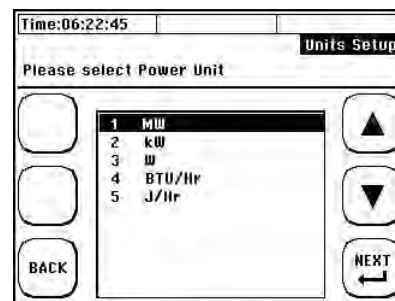 Time:06:22:45
Units Setup
Please select Power Unit
1 MW
2 kW
3 W
4 BTU/Hr
5 J/Hr
BACK
NEXT